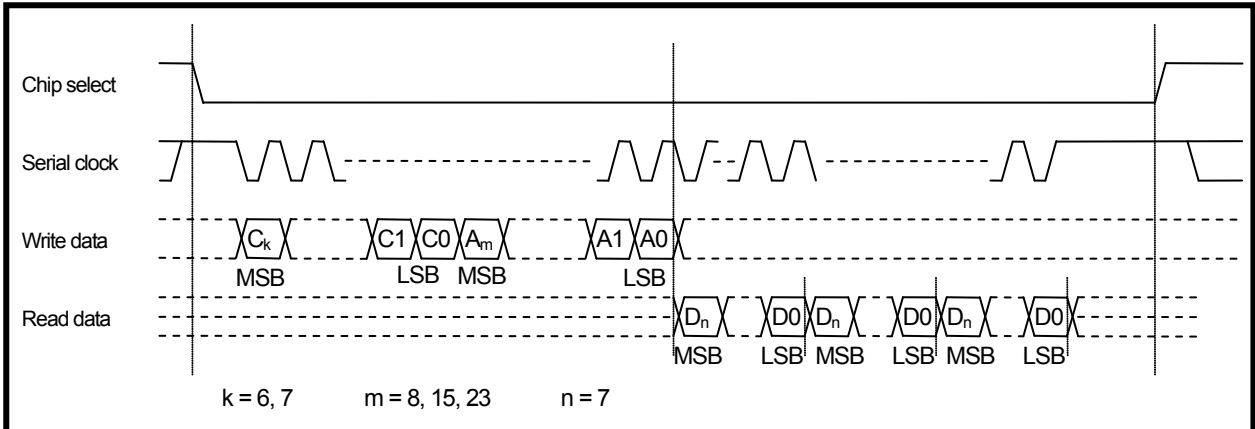 Chip select
Serial clock
Write data
Cₖ C1 C0 Aₘ A1 A0
MSB LSB MSB LSB
Read data
Dₙ D0 Dₙ D0 Dₙ D0
MSB LSB MSB LSB MSB LSB
k = 6, 7 m = 8, 15, 23 n = 7